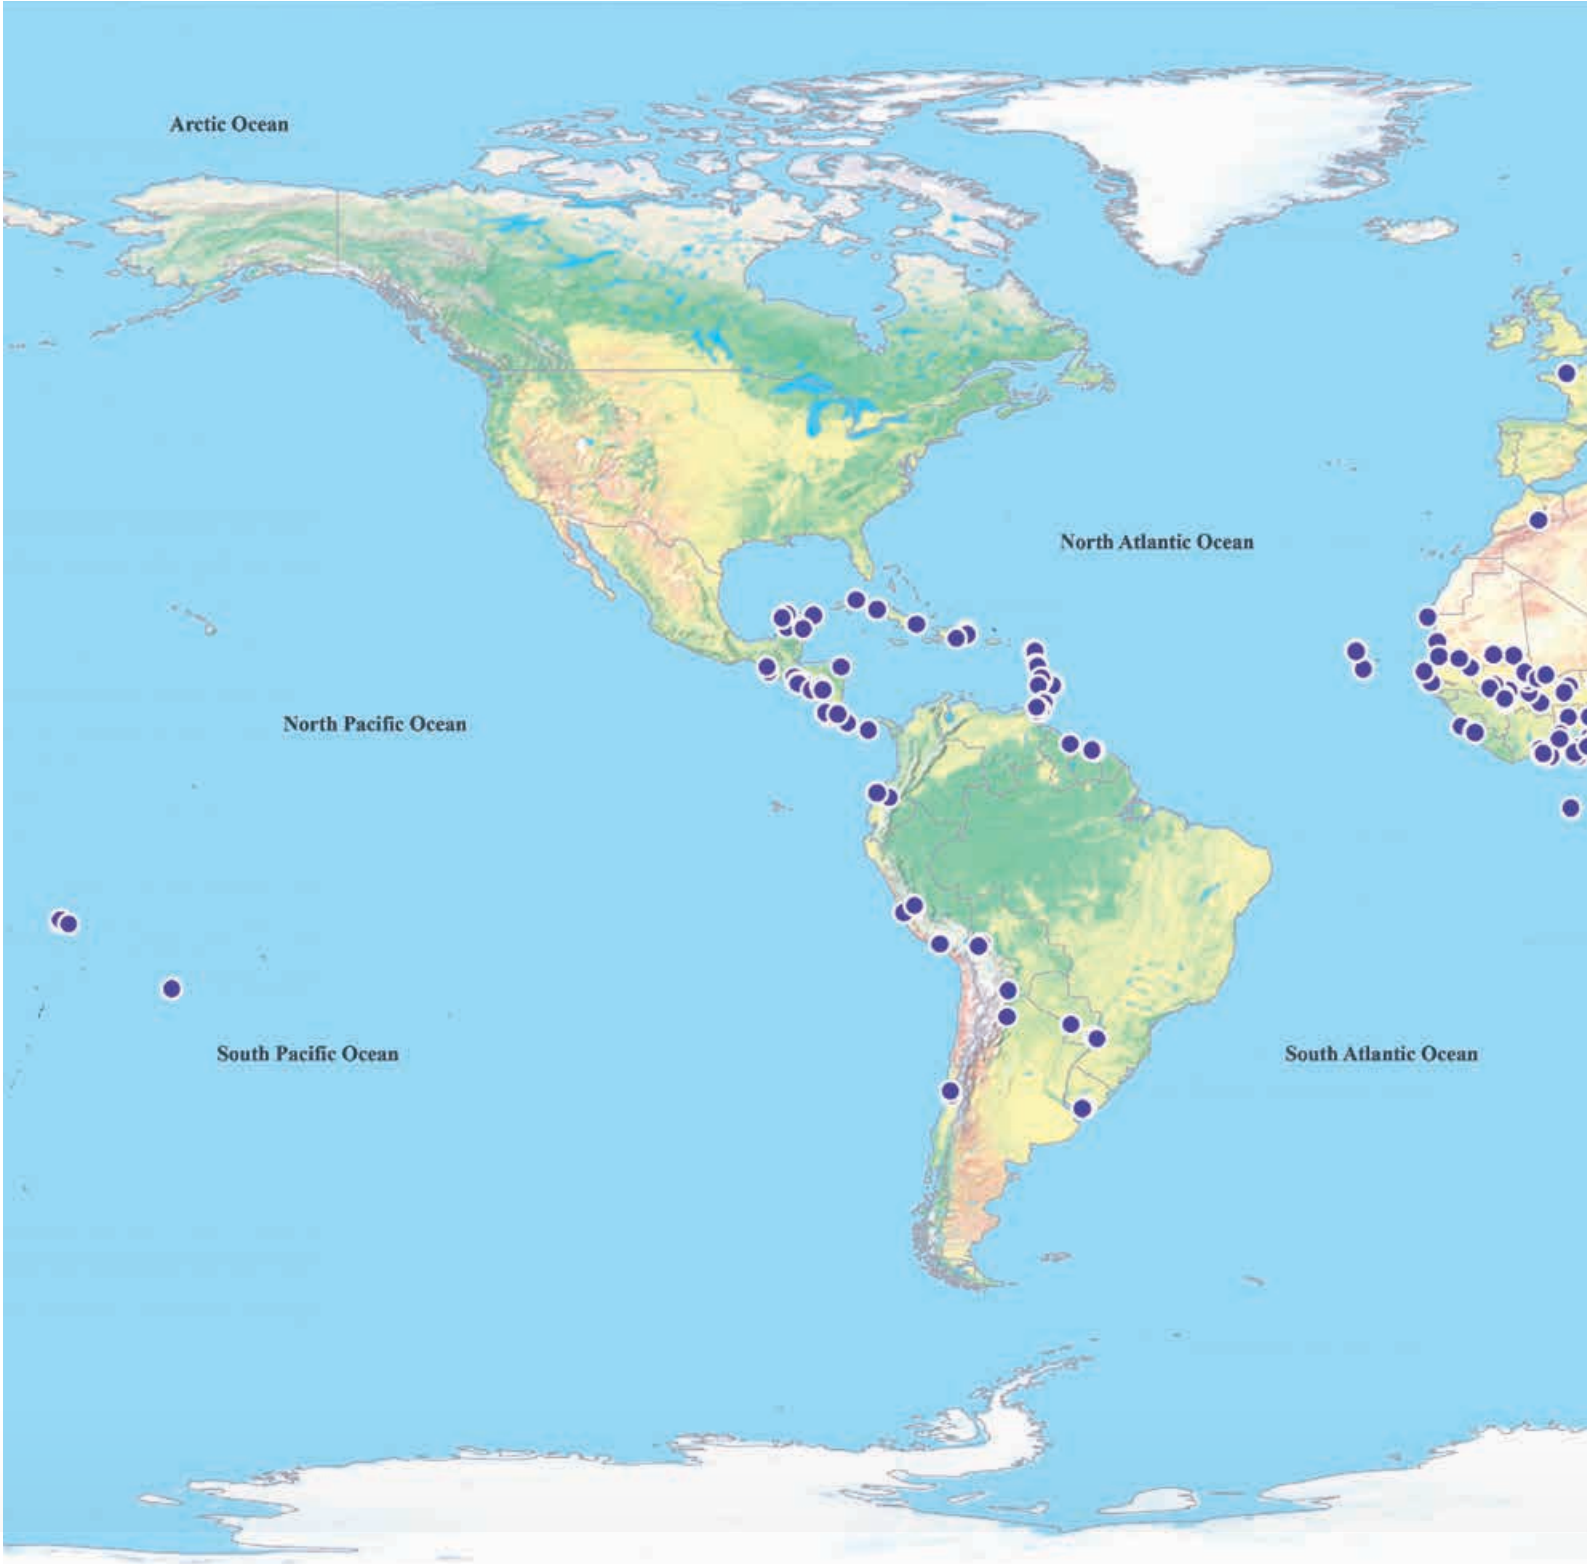 Arctic Ocean
North Atlantic Ocean
North Pacific Ocean
South Pacific Ocean
South Atlantic Ocean